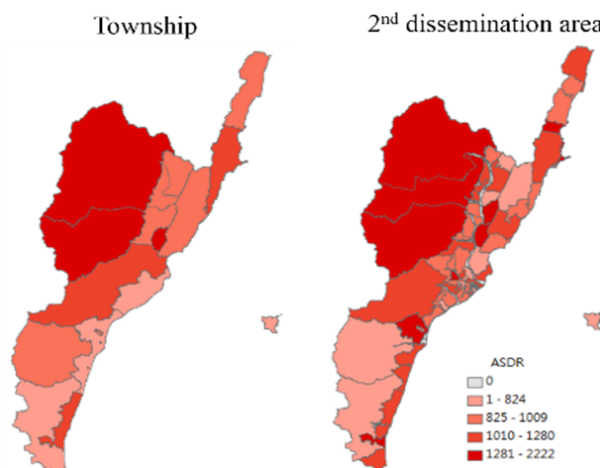 Township
2nd dissemination area
ASDR
0
1 - 824
825 - 1009
1010 - 1280
1281 - 2222